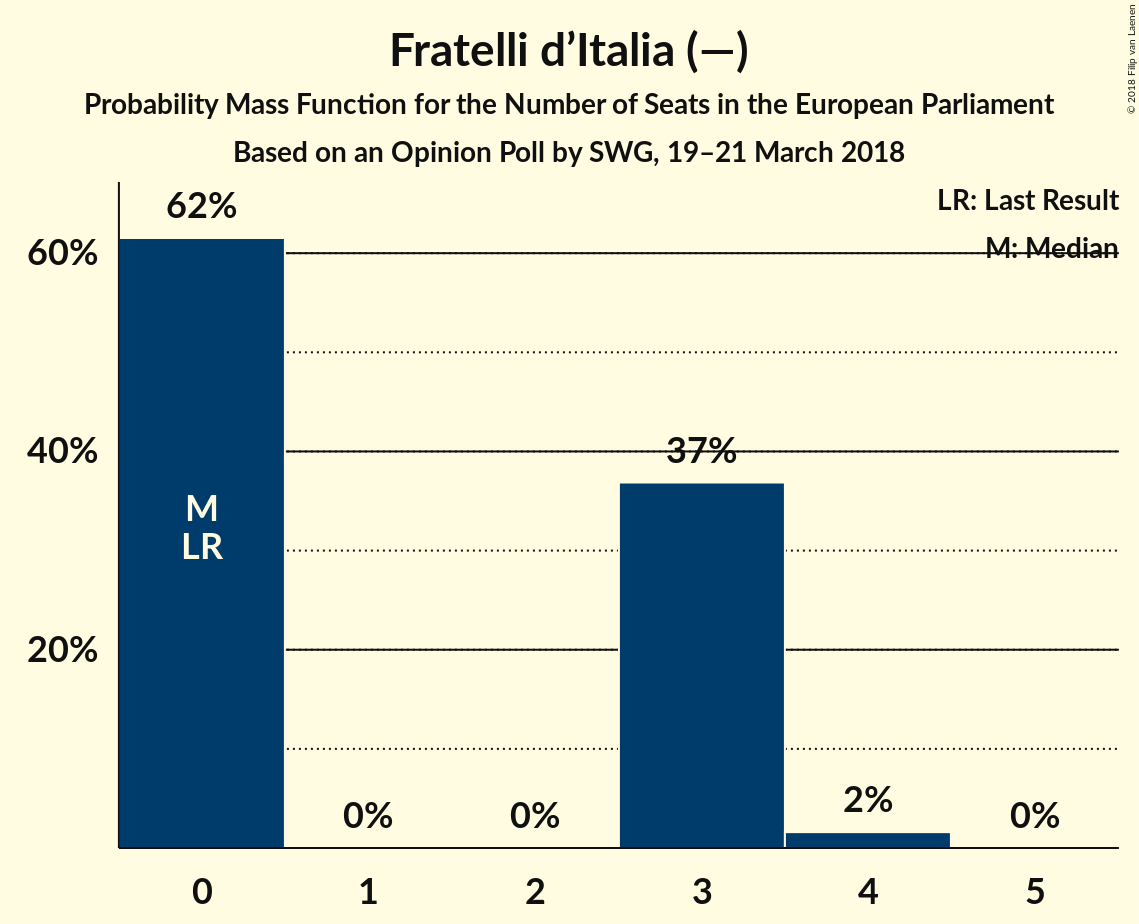 Fratelli d’Italia (—)
Probability Mass Function for the Number of Seats in the European Parliament
Based on an Opinion Poll by SWG, 19–21 March 2018
© 2018 Filip van Laenen
LR: Last Result
M: Median
62%
60%
40%
37%
M
LR
20%
0%
0%
2%
0%
0
1
2
3
4
5